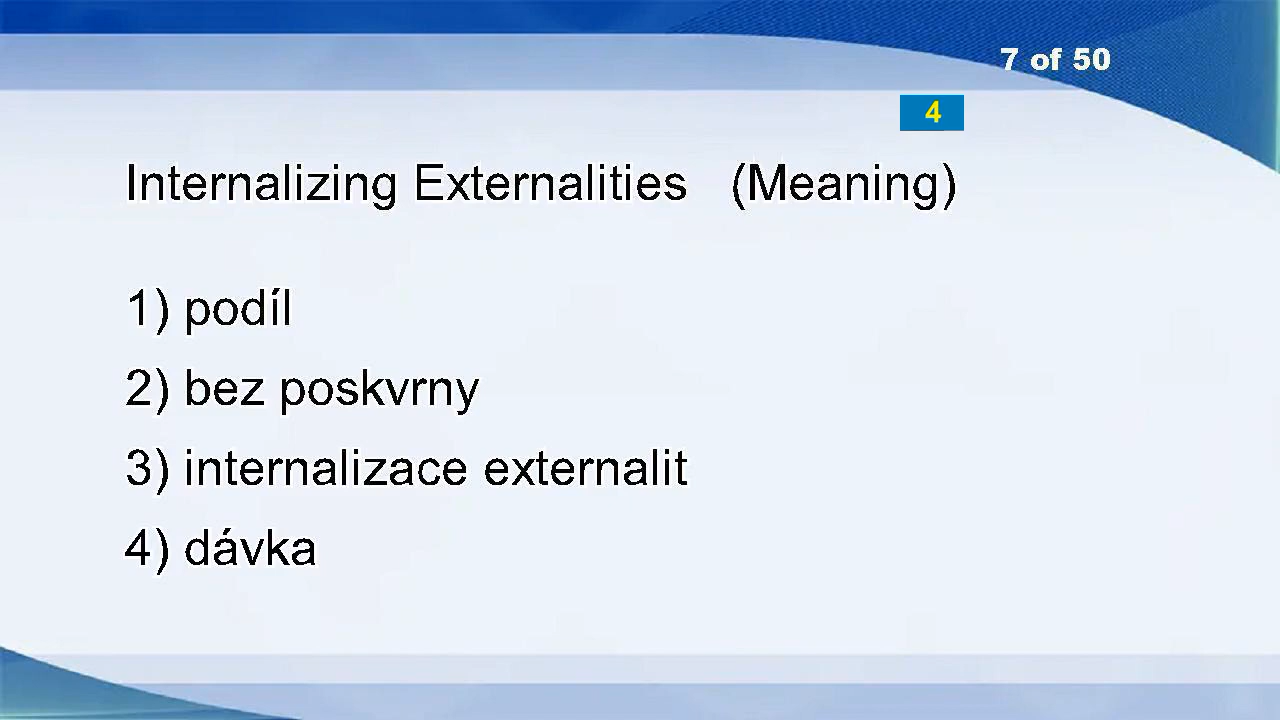 7 of 50
4
Internalizing Externalities (Meaning)
1) podíl
2) bez poskvrny
3) internalizace externalit
4) dávka